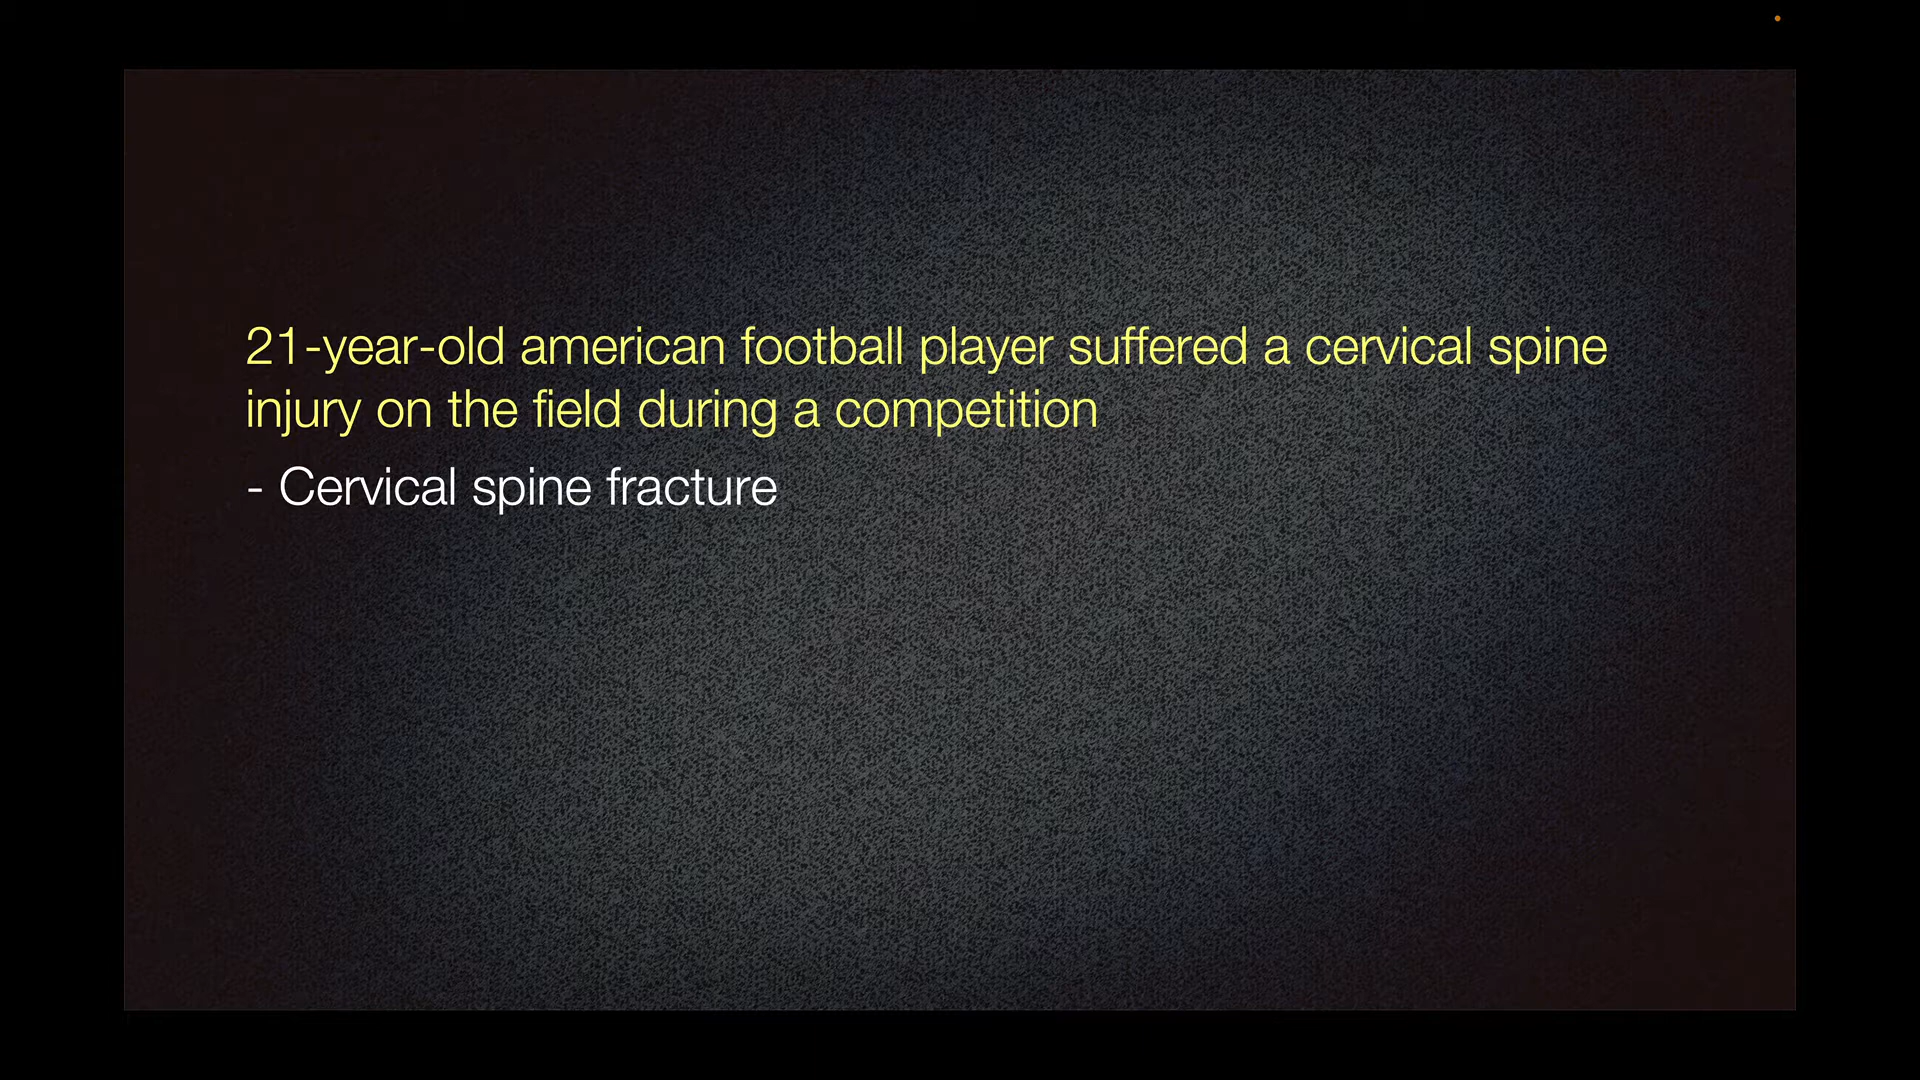 21-year-old american football player suffered a cervical spine
injury on the field during a competition
- Cervical spine fracture